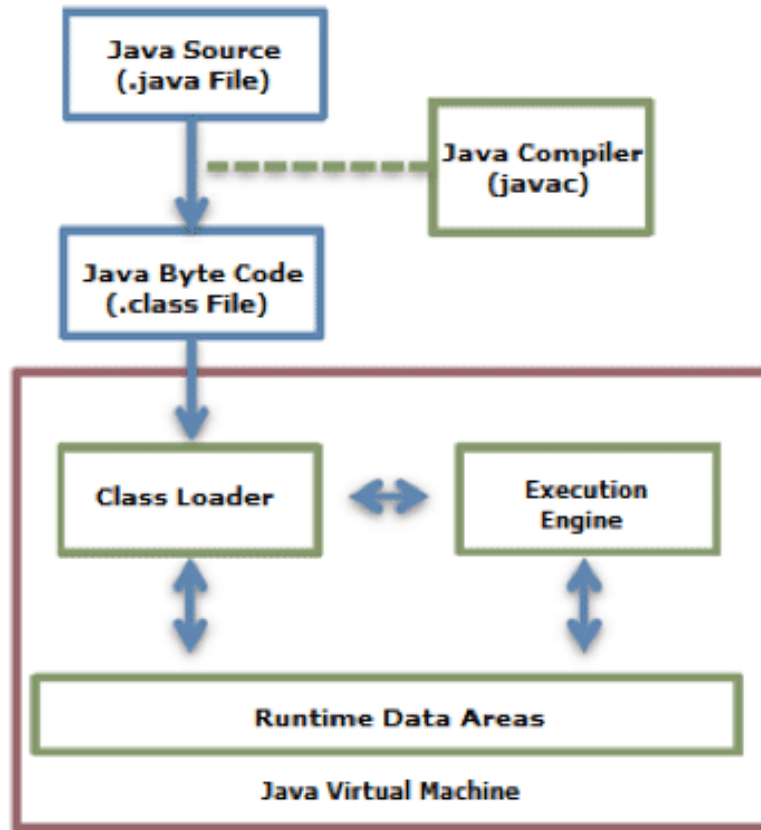 Java Source
(.java File)
Java Compiler
(javac)
Java Byte Code
(.class File)
Class Loader
Execution
Engine
Runtime Data Areas
Java Virtual Machine